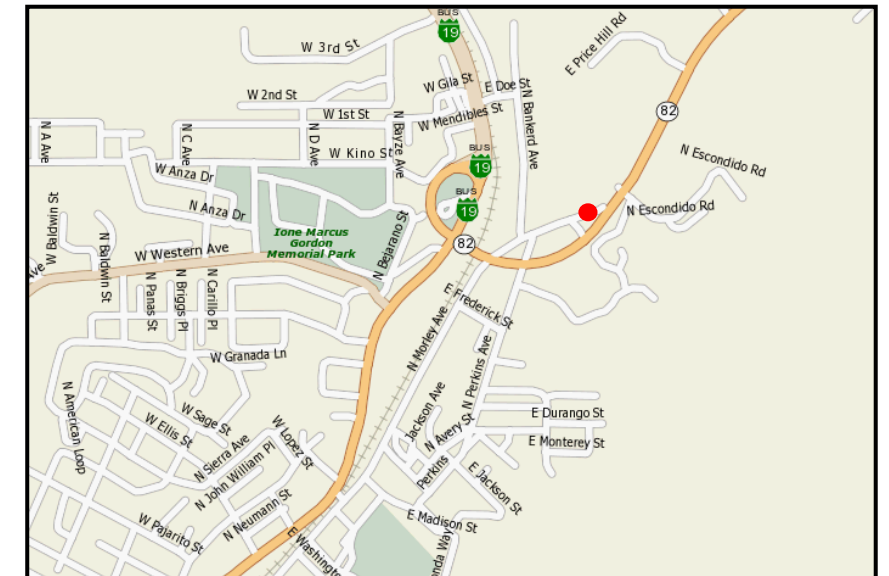 BUS
19
W 3rd St
E Price Hill Rd
W Gila St
E Doe St
W 2nd St
82
W 1st St
W Mendibles St
N Bankerd Ave
N A Ave
N C Ave
N D Ave
N Bayze Ave
W Kino St
BUS
19
N Escondido Rd
W Anza Dr
BUS
19
N Anza Dr
N Escondido Rd
W Baldwin St
Ione Marcus
Gordon
Memorial Park
N Bejarano St
82
N Baldwin St
W Western Ave
Ave
N Panas St
N Briggs Pl
N Carillo Pl
E Frederick St
N Morley Ave
W Granada Ln
N Perkins Ave
N American Loop
Jackson Ave
W Sage St
W Ellis St
W Lopez St
E Durango St
N Avery St
E Monterey St
N Sierra Ave
N John William Pl
Perkins
E Jackson St
N Neumann St
W Pajarito St
E Madison St
E Washingto
onda Way